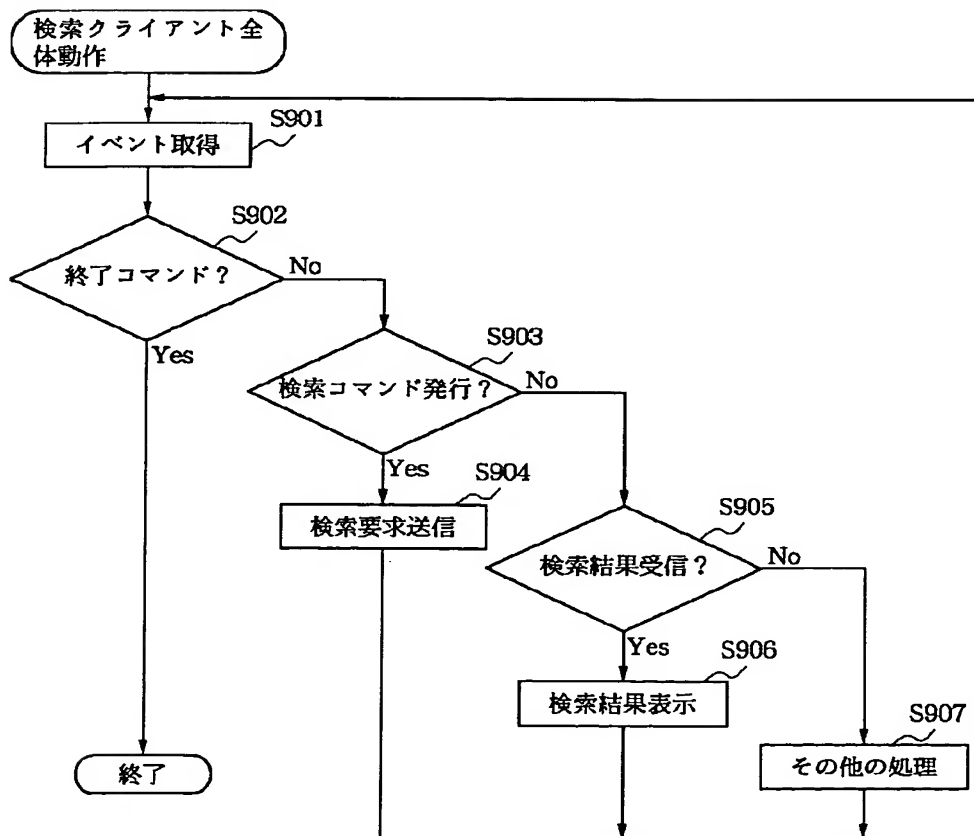 検索クライアント全
体動作
S901
イベント取得
S902
終了コマンド？
No
Yes
S903
検索コマンド発行？
No
Yes
S904
検索要求送信
S905
検索結果受信？
No
Yes
S906
検索結果表示
S907
その他の処理
終了